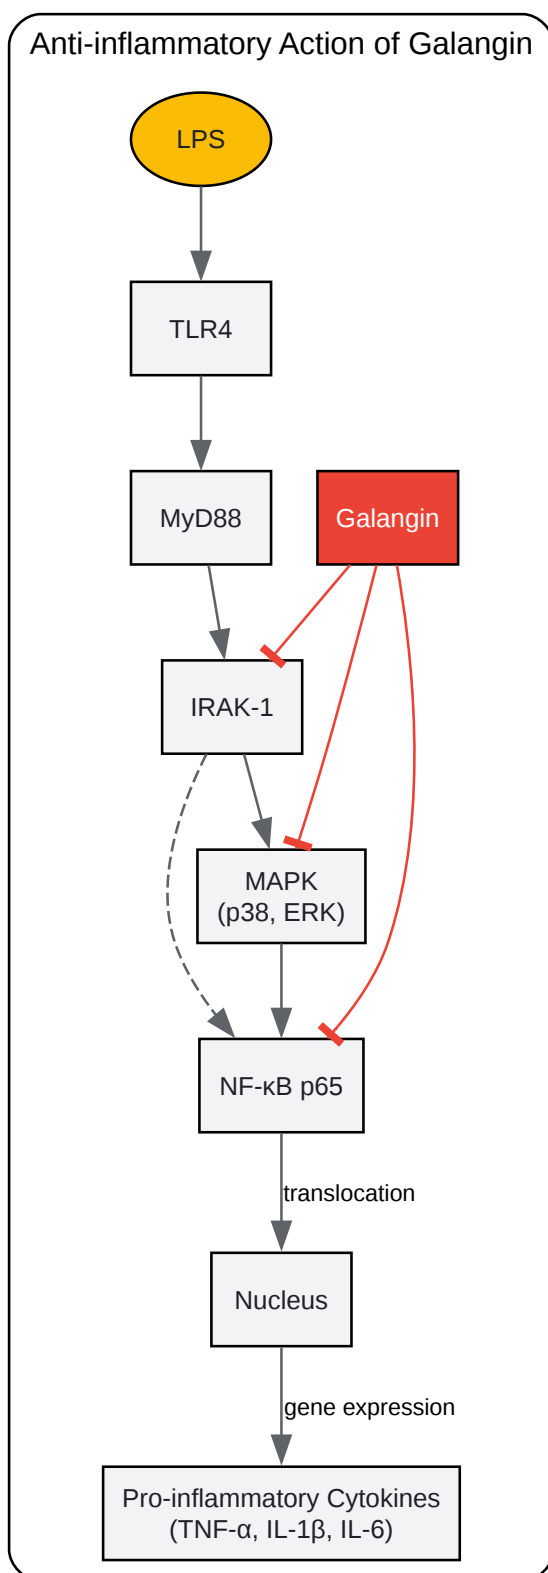 Anti-inflammatory Action of Galangin
LPS
TLR4
MyD88
Galangin
IRAK-1
MAPK
(p38, ERK)
NF-κB p65
translocation
Nucleus
gene expression
Pro-inflammatory Cytokines
(TNF-α, IL-1β, IL-6)